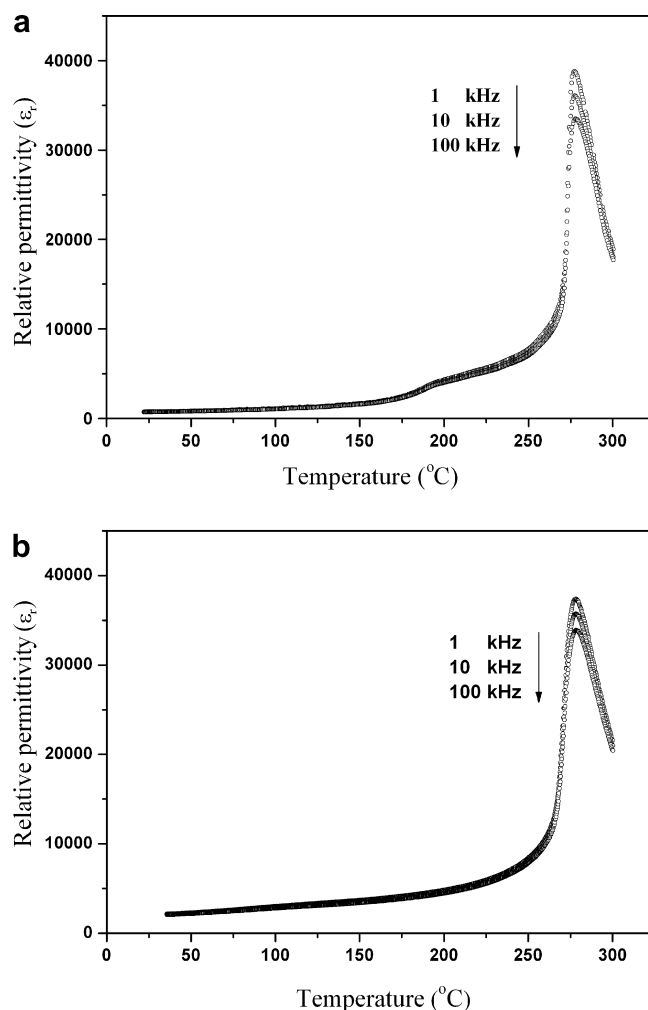 a
40000
30000
20000
10000
0
Relative permittivity (εr)
1 kHz
10 kHz
100 kHz
0 50 100 150 200 250 300
Temperature (°C)
b
40000
30000
20000
10000
0
Relative permittivity (εr)
1 kHz
10 kHz
100 kHz
0 50 100 150 200 250 300
Temperature (°C)